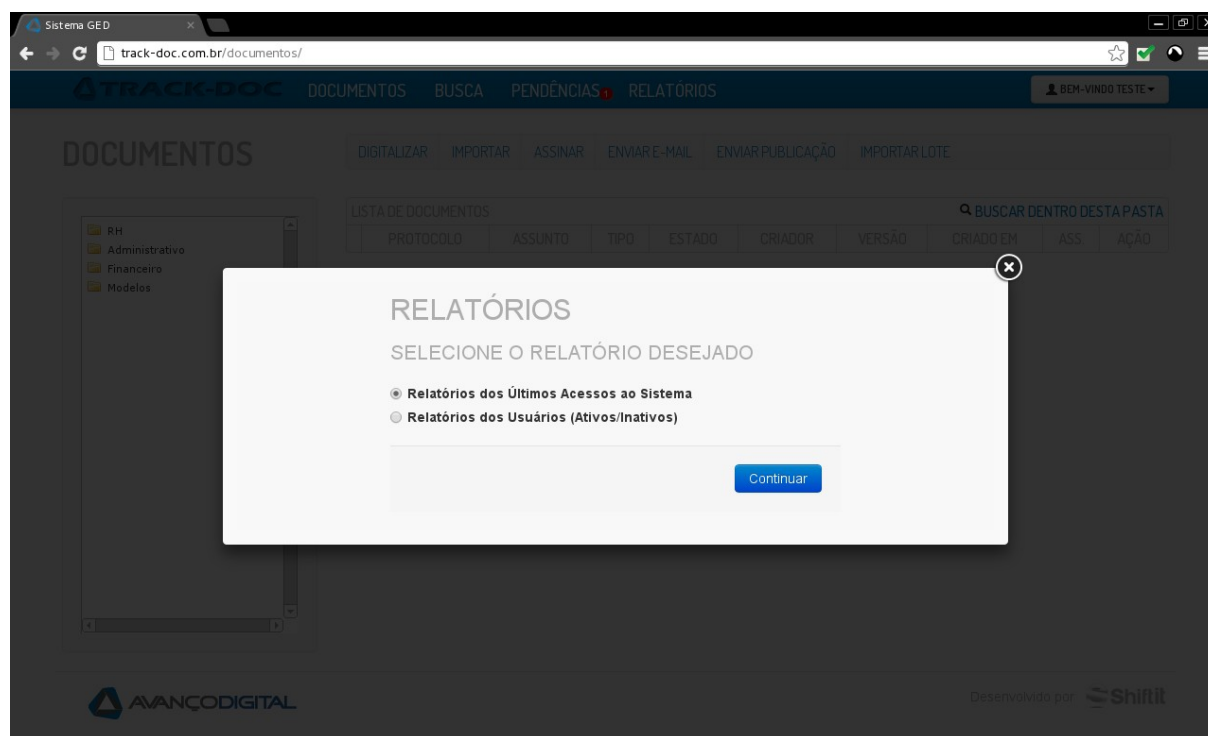 Sistema GED
track-doc.com.br/documentos/
TRACK-DOC DOCUMENTOS BUSCA PENDÊNCIAS 1 RELATÓRIOS BEM-VINDO TESTE
DOCUMENTOS DIGITALIZAR IMPORTAR ASSINAR ENVIAR E-MAIL ENVIAR PUBLICAÇÃO IMPORTAR LOTE
LISTA DE DOCUMENTOS BUSCAR DENTRO DESTA PASTA
PROTOCOLO ASSUNTO TIPO ESTADO CRIADOR VERSÃO CRIADO EM ASS. AÇÃO
RH
Administrativo
Financeiro
Modelos
RELATÓRIOS
SELECIONE O RELATÓRIO DESEJADO
Relatórios dos Últimos Acessos ao Sistema
Relatórios dos Usuários (Ativos/Inativos)
Continuar
AVANÇODIGITAL Desenvolvido por Shiftit